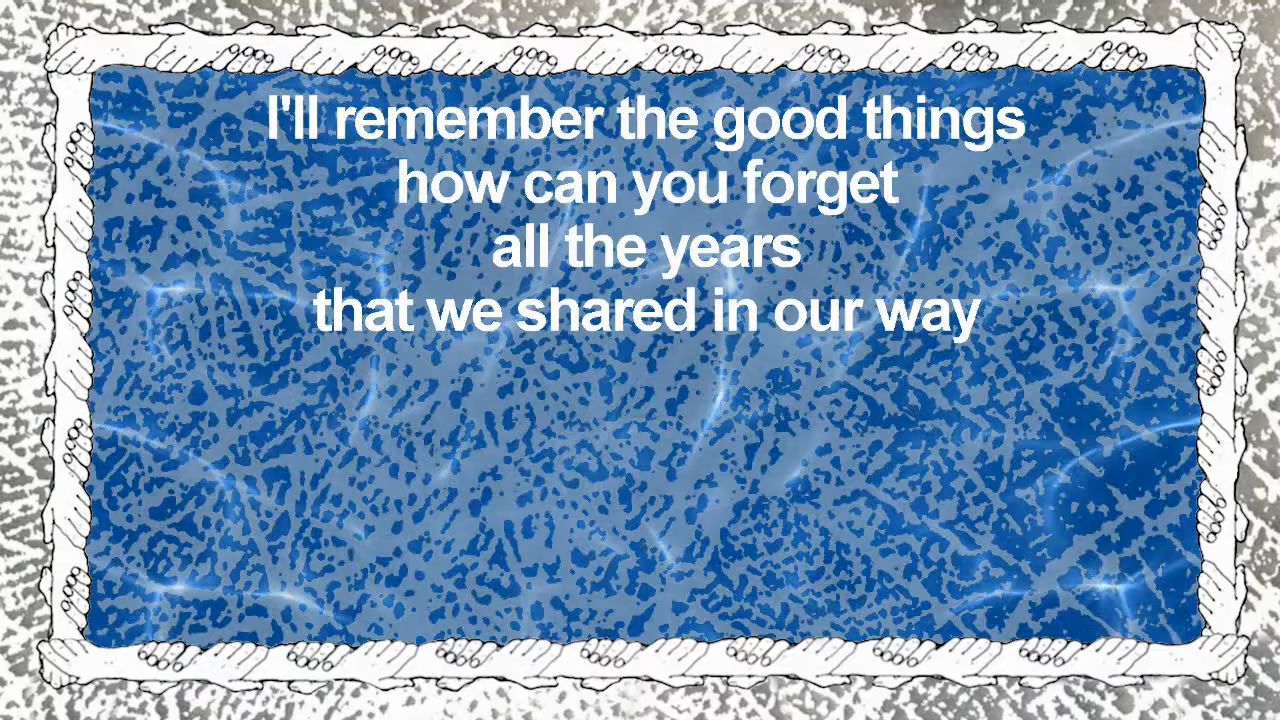 I'll remember the good things
how can you forget
all the years
that we shared in our way